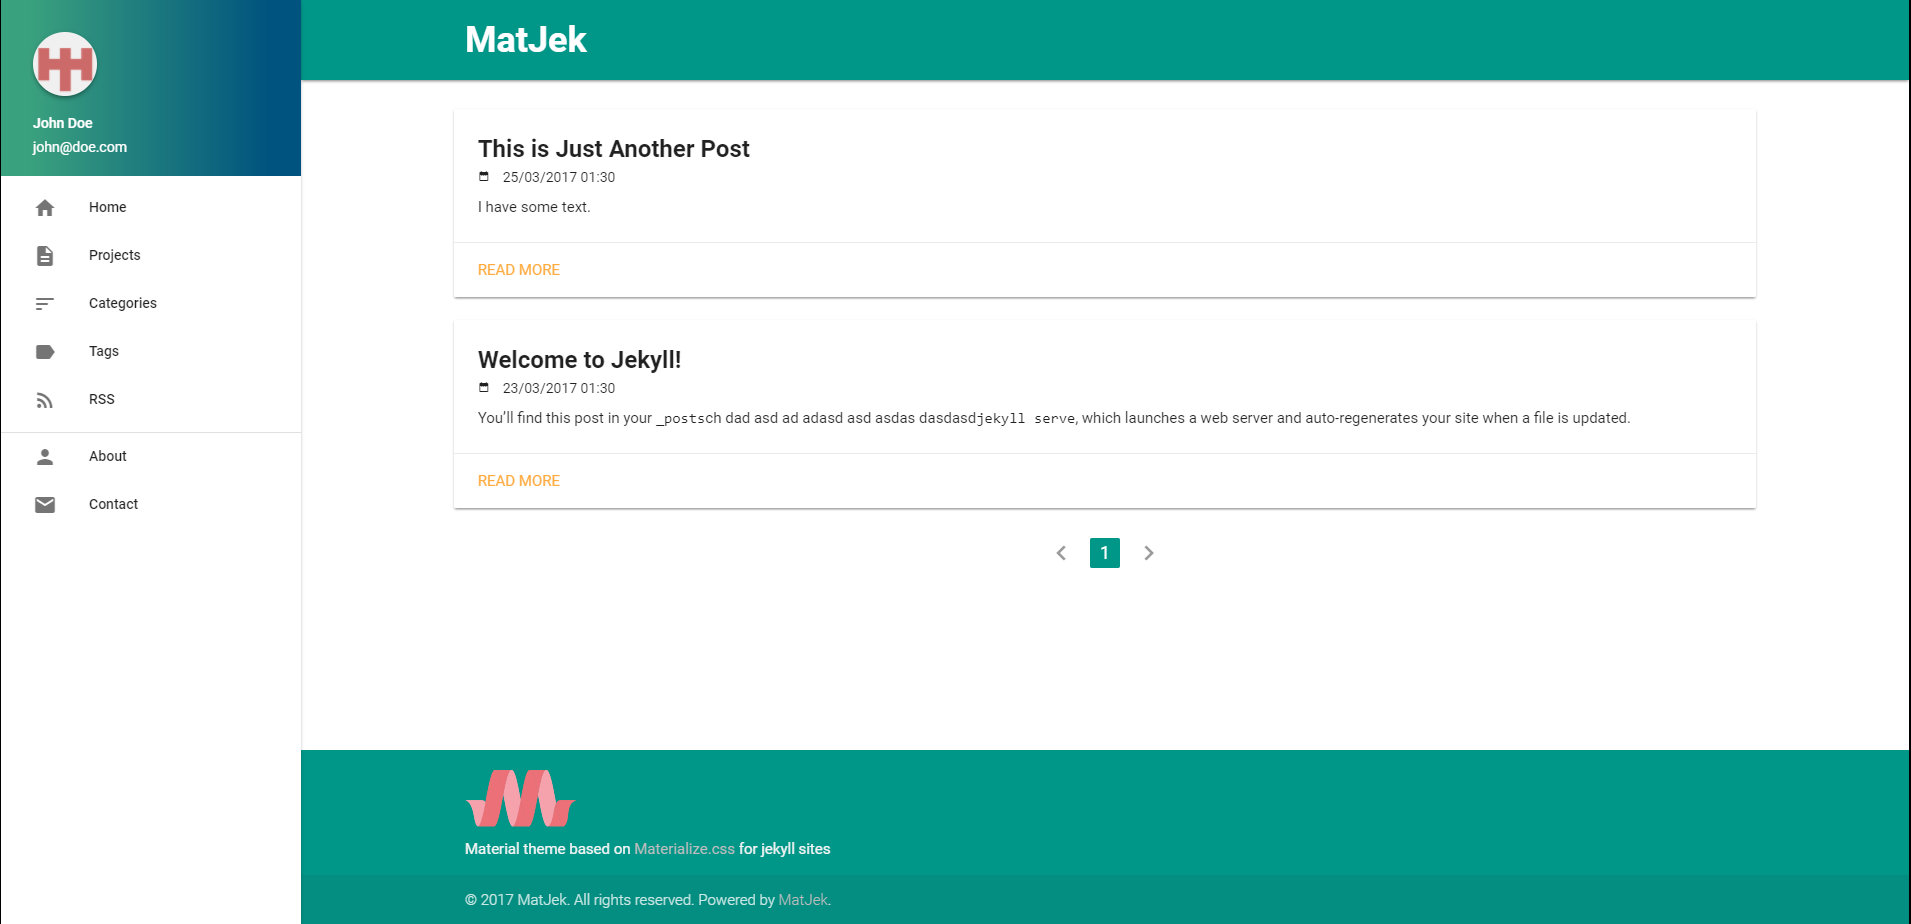 John Doe
john@doe.com
Home
Projects
Categories
Tags
RSS
About
Contact
MatJek
This is Just Another Post
25/03/2017 01:30
I have some text.
READ MORE
Welcome to Jekyll!
23/03/2017 01:30
You’ll find this post in your _postsch dad asd ad adasd asd asdas dasdasdjekyll serve, which launches a web server and auto-regenerates your site when a file is updated.
READ MORE
1
Material theme based on Materialize.css for jekyll sites
© 2017 MatJek. All rights reserved. Powered by MatJek.